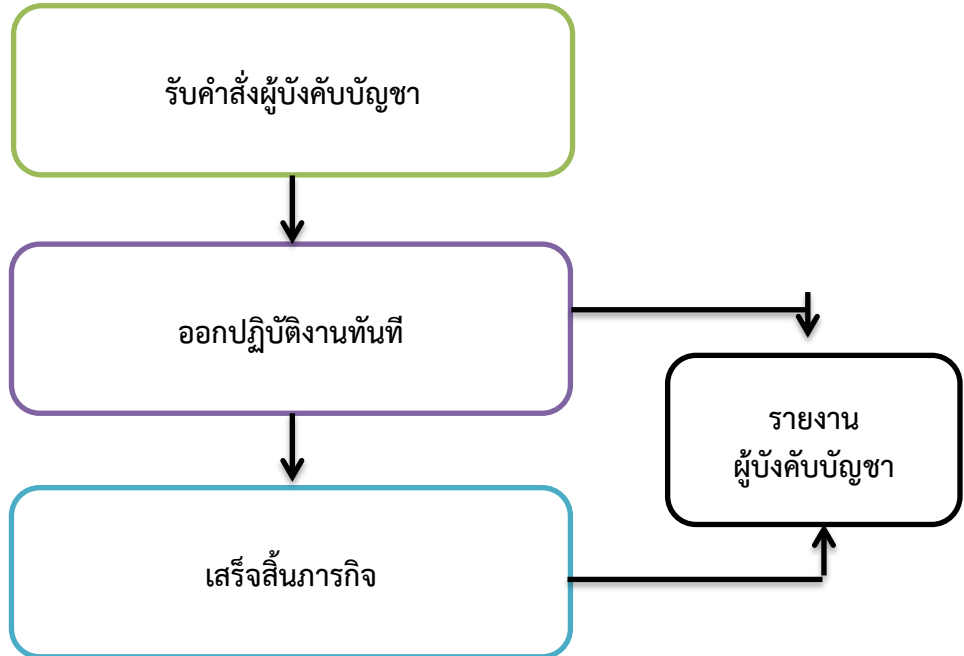 รับคำสั่งผู้บังคับบัญชา
ออกปฏิบัติงานทันที
รายงาน
ผู้บังคับบัญชา
เสร็จสิ้นภารกิจ